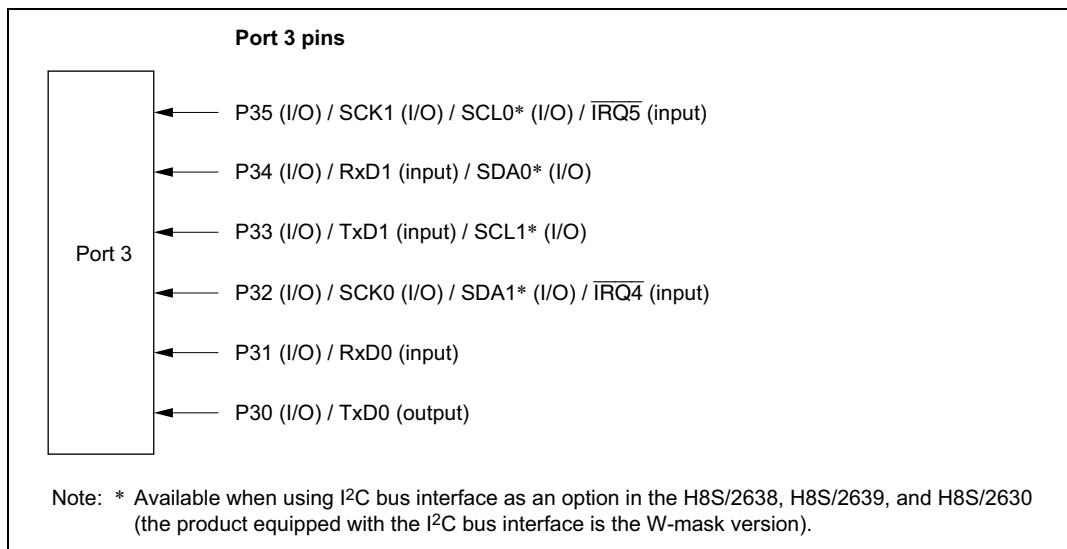 Port 3 pins
P35 (I/O) / SCK1 (I/O) / SCL0* (I/O) / I̅R̅Q̅5̅ (input)
P34 (I/O) / RxD1 (input) / SDA0* (I/O)
P33 (I/O) / TxD1 (input) / SCL1* (I/O)
Port 3
P32 (I/O) / SCK0 (I/O) / SDA1* (I/O) / I̅R̅Q̅4̅ (input)
P31 (I/O) / RxD0 (input)
P30 (I/O) / TxD0 (output)
Note: * Available when using I²C bus interface as an option in the H8S/2638, H8S/2639, and H8S/2630
(the product equipped with the I²C bus interface is the W-mask version).